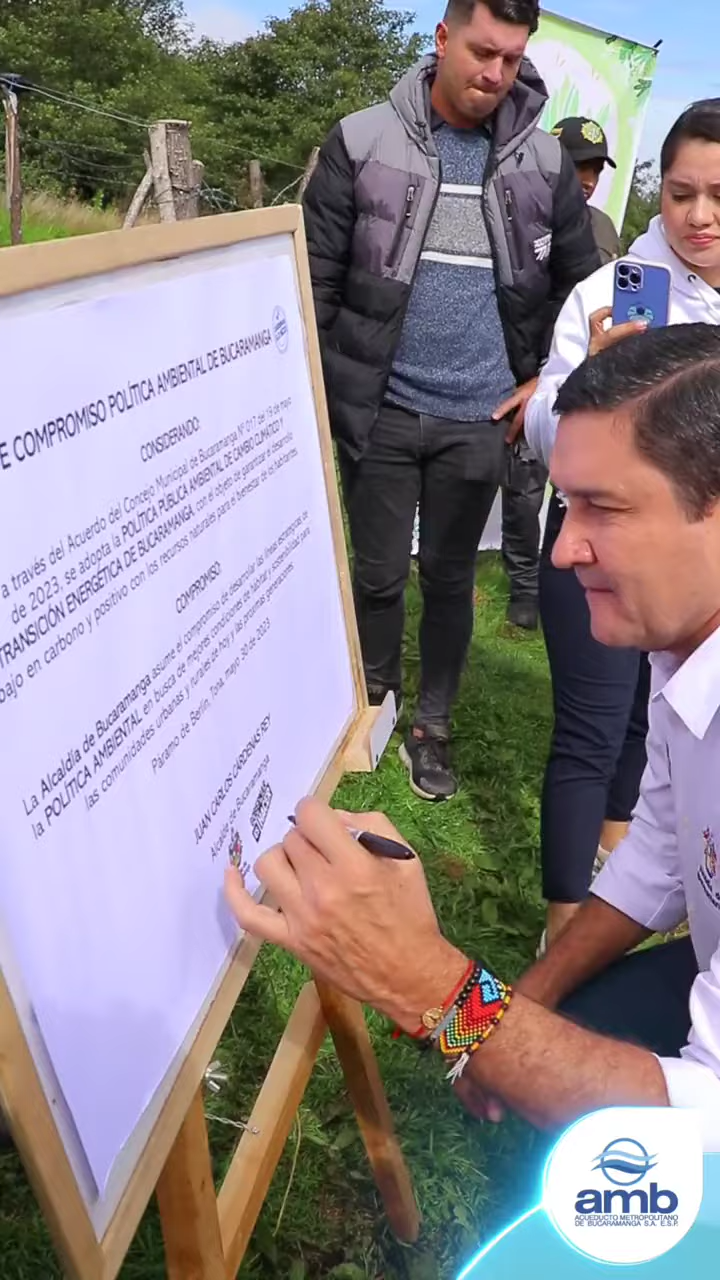 E COMPROMISO POLÍTICA AMBIENTAL DE BUCARAMANGA
CONSIDERANDO:
a través del Acuerdo del Concejo Municipal de Bucaramanga N° 017 del 19 de mayo
de 2023, se adopta la POLÍTICA PÚBLICA AMBIENTAL DE CAMBIO CLIMÁTICO Y
TRANSICIÓN ENERGÉTICA DE BUCARAMANGA, con el objeto de garantizar el desarrollo
bajo en carbono y positivo con los recursos naturales para el bienestar de los habitantes.
COMPROMISO:
La Alcaldía de Bucaramanga asume el compromiso de desarrollar las líneas estratégicas de
la POLÍTICA AMBIENTAL en busca de mejores condiciones de hábitat y sostenibilidad para
las comunidades urbanas y rurales de hoy y las próximas generaciones.
Páramo de Berlín, Tona, mayo 30 de 2023
JUAN CARLOS CÁRDENAS REY
Alcalde de Bucaramanga
amb
ACUEDUCTO METROPOLITANO
DE BUCARAMANGA S.A. E.S.P.